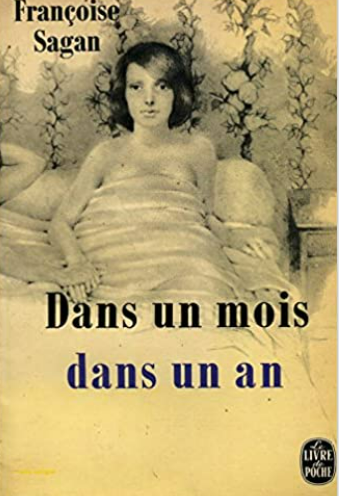 Françoise
Sagan
Dans un mois
dans un an
Le
LIVRE
de
POCHE